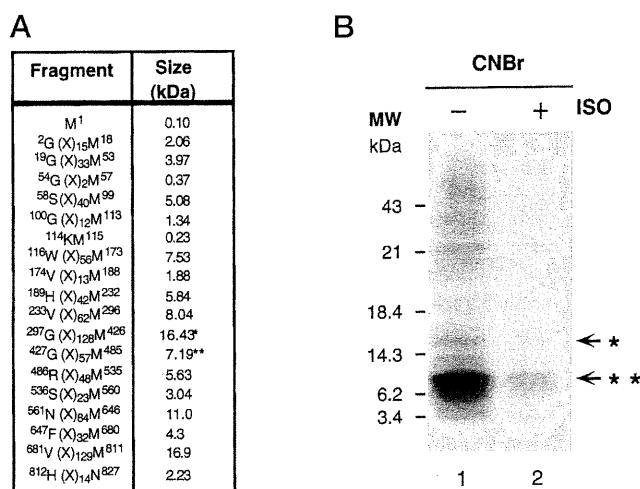 A
Fragment Size (kDa)
M¹ 0.10
²G (X)₁₅M¹⁸ 2.06
¹⁹G (X)₃₃M⁵³ 3.97
⁵⁴G (X)₂M⁵⁷ 0.37
⁵⁸S (X)₄₀M⁹⁹ 5.08
¹⁰⁰G (X)₁₂M¹¹³ 1.34
¹¹⁴KM¹¹⁵ 0.23
¹¹⁶W (X)₅₆M¹⁷³ 7.53
¹⁷⁴V (X)₁₃M¹⁸⁸ 1.88
¹⁸⁹H (X)₄₂M²³² 5.84
²³³V (X)₆₂M²⁹⁶ 8.04
²⁹⁷G (X)₁₂₈M⁴²⁶ 16.43*
⁴²⁷G (X)₅₇M⁴⁸⁵ 7.19**
⁴⁸⁶R (X)₄₈M⁵³⁵ 5.63
⁵³⁶S (X)₂₃M⁵⁶⁰ 3.04
⁵⁶¹N (X)₈₄M⁶⁴⁶ 11.0
⁶⁴⁷F (X)₃₂M⁶⁸⁰ 4.3
⁶⁸¹V (X)₁₂₉M⁸¹¹ 16.9
⁸¹²H (X)₁₄N⁸²⁷ 2.23
B
CNBr
− + ISO
MW
kDa
43
21
18.4
*
14.3
* *
6.2
3.4
1 2